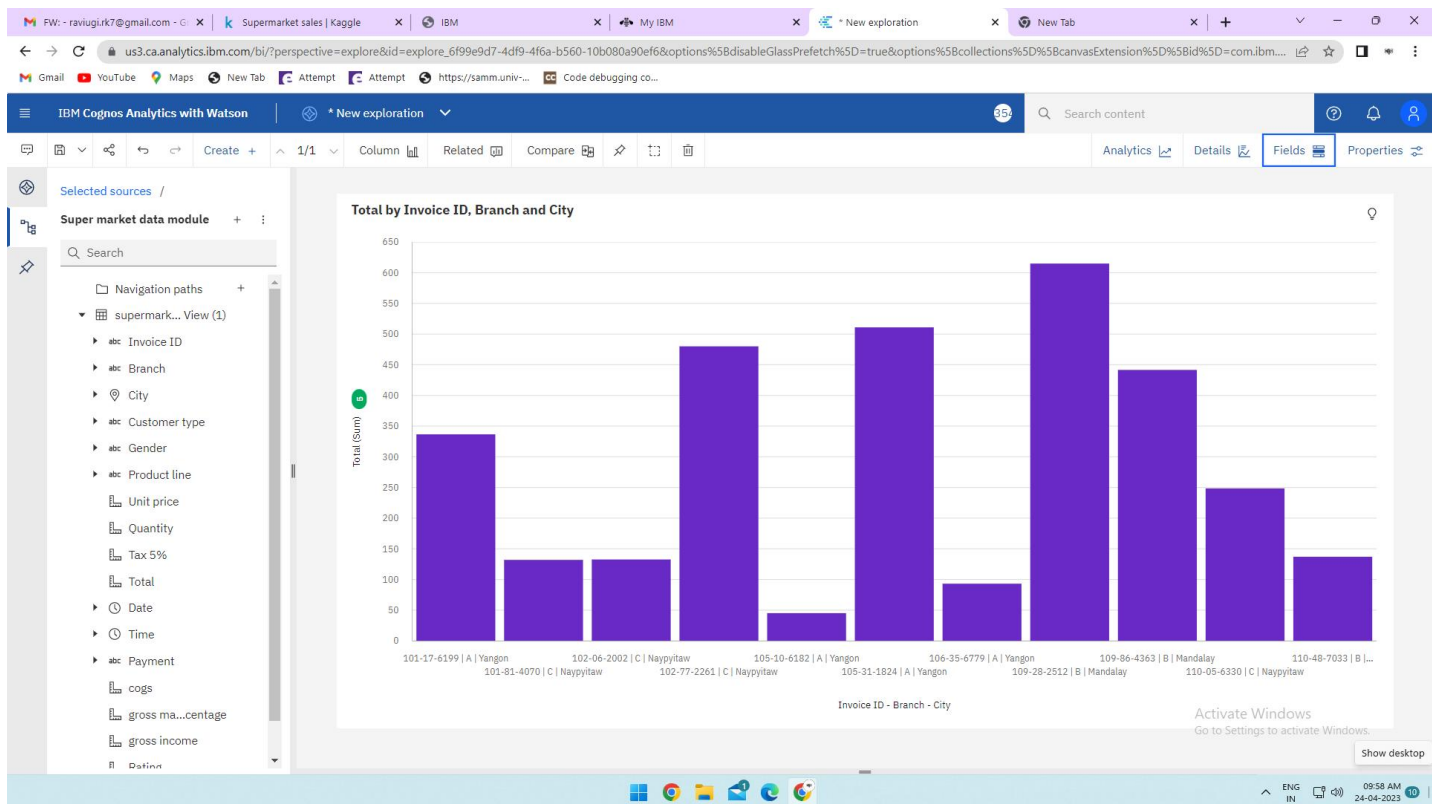 FW: - raviugi.rk7@gmail.com - G
Supermarket sales | Kaggle
IBM
My IBM
* New exploration
New Tab
us3.ca.analytics.ibm.com/bi/?perspective=explore&id=explore_6f99e9d7-4df9-4f6a-b560-10b080a90ef6&options%5BdisableGlassPrefetch%5D=true&options%5Bcollections%5D%5BcanvasExtension%5D%5Bid%5D=com.ibm....
Gmail YouTube Maps New Tab Attempt Attempt https://samm.univ-... Code debugging co...
IBM Cognos Analytics with Watson
* New exploration
354
Search content
Create +
1/1
Column
Related
Compare
Analytics
Details
Fields
Properties
Selected sources /
Super market data module
Search
Navigation paths
supermark... View (1)
abc Invoice ID
abc Branch
City
abc Customer type
abc Gender
abc Product line
Unit price
Quantity
Tax 5%
Total
Date
Time
abc Payment
cogs
gross ma...centage
gross income
Rating
Total by Invoice ID, Branch and City
650
600
550
500
450
400
350
300
250
200
150
100
50
0
Total (Sum)
101-17-6199 | A | Yangon
101-81-4070 | C | Naypyitaw
102-06-2002 | C | Naypyitaw
102-77-2261 | C | Naypyitaw
105-10-6182 | A | Yangon
105-31-1824 | A | Yangon
106-35-6779 | A | Yangon
109-28-2512 | B | Mandalay
109-86-4363 | B | Mandalay
110-05-6330 | C | Naypyitaw
110-48-7033 | B |...
Invoice ID - Branch - City
Activate Windows
Go to Settings to activate Windows.
Show desktop
ENG
IN
09:58 AM
24-04-2023
10